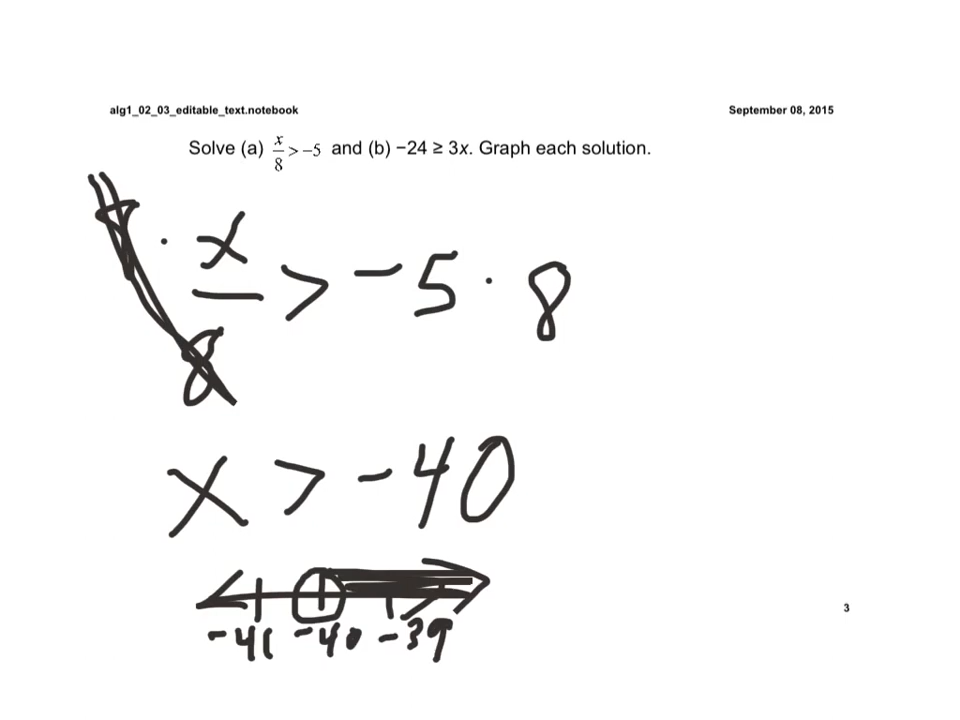 alg1_02_03_editable_text.notebook September 08, 2015
Solve (a) x/8 > −5 and (b) −24 ≥ 3x. Graph each solution.
8 · x/8 > −5 · 8
x > −40
−41 −40 −39
3